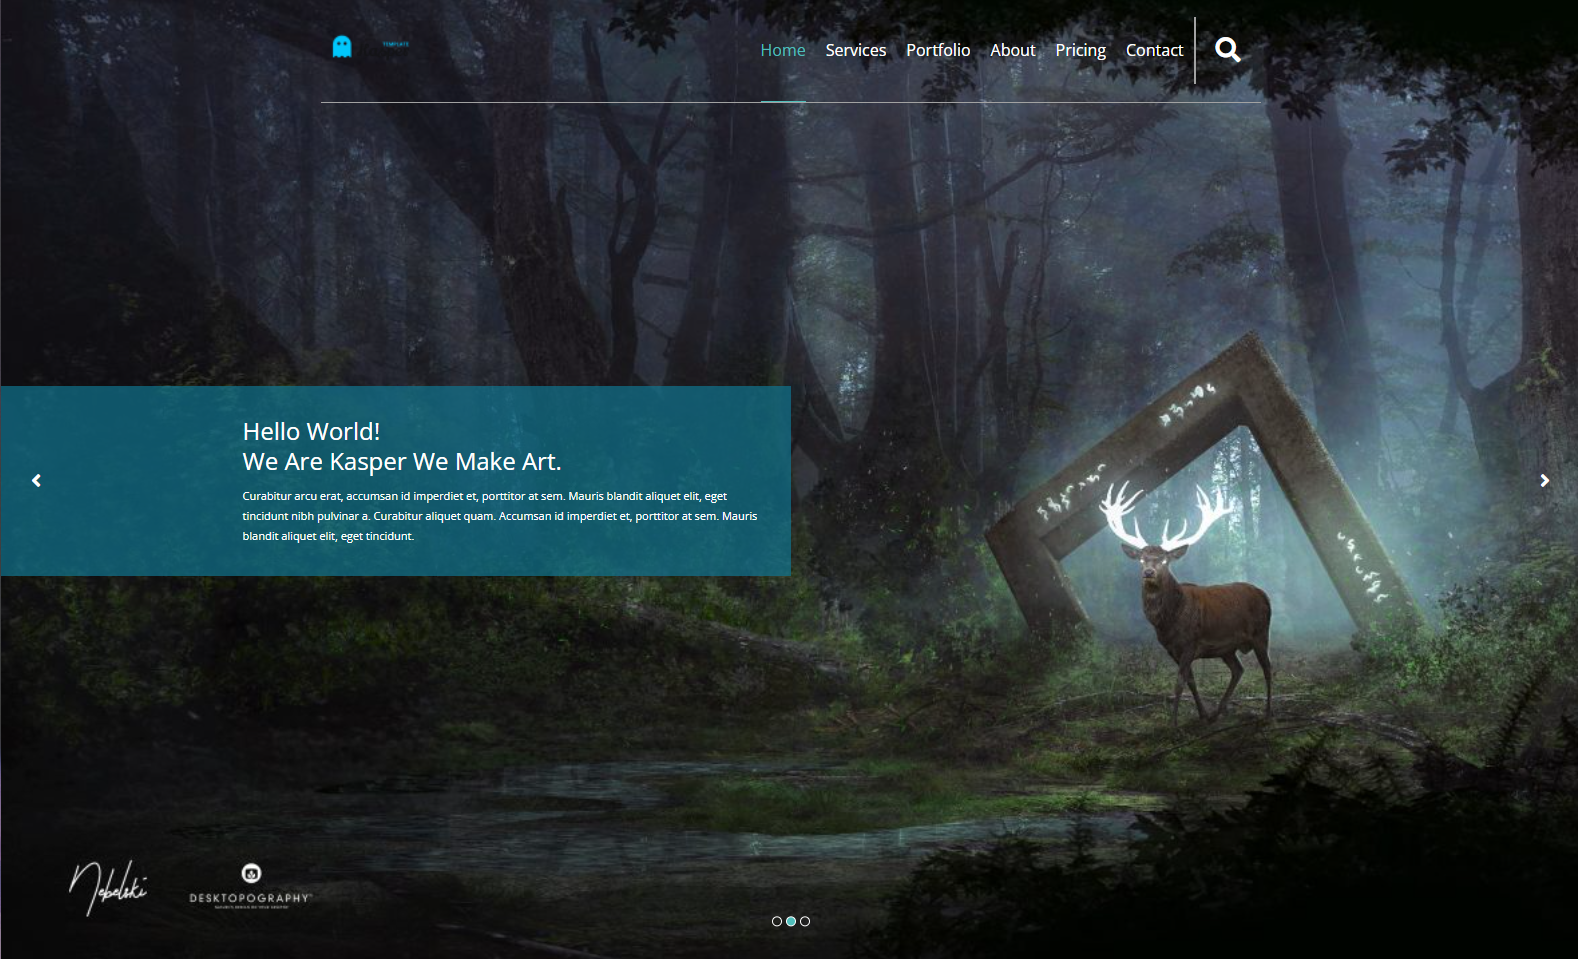 TEMPLATE
Home Services Portfolio About Pricing Contact
Hello World!
We Are Kasper We Make Art.
Curabitur arcu erat, accumsan id imperdiet et, porttitor at sem. Mauris blandit aliquet elit, eget
tincidunt nibh pulvinar a. Curabitur aliquet quam. Accumsan id imperdiet et, porttitor at sem. Mauris
blandit aliquet elit, eget tincidunt.
Nebelski
DESKTOPOGRAPHY